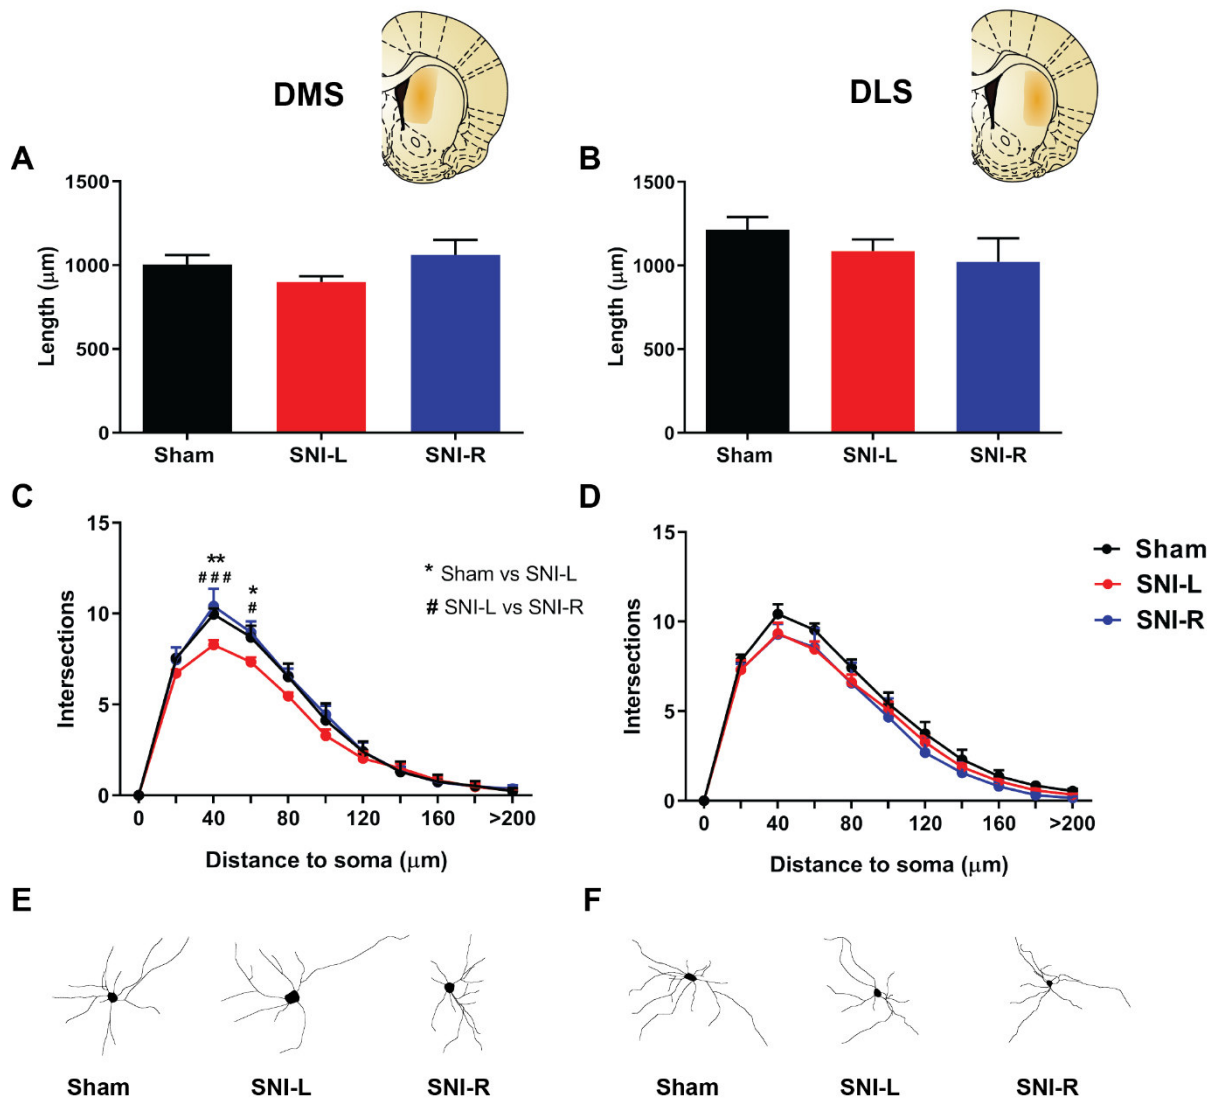 DMS
DLS
A
1500
1000
500
0
Length (μm)
Sham
SNI-L
SNI-R
B
1500
1000
500
0
Length (μm)
Sham
SNI-L
SNI-R
C
15
10
5
0
Intersections
**
###
*
#
* Sham vs SNI-L
# SNI-L vs SNI-R
0
40
80
120
160
>200
Distance to soma (μm)
D
15
10
5
0
Intersections
0
40
80
120
160
>200
Distance to soma (μm)
Sham
SNI-L
SNI-R
E
Sham
SNI-L
SNI-R
F
Sham
SNI-L
SNI-R